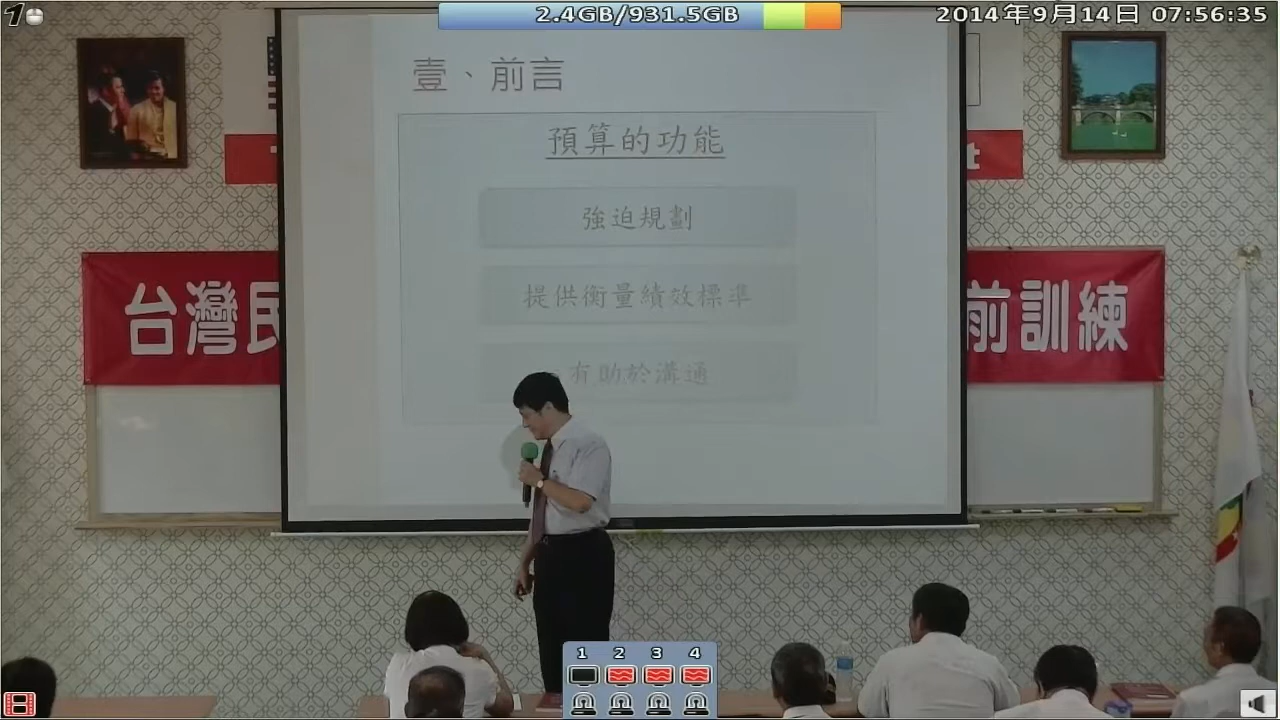 1
2.4GB/931.5GB
2014年9月14日 07:56:35
壹、前言
預算的功能
強迫規劃
提供衡量績效標準
有助於溝通
t
台灣民
前訓練
1 2 3 4